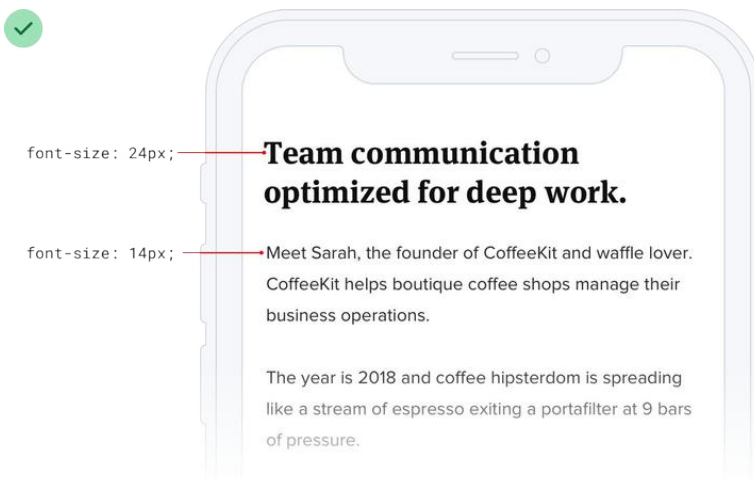 font-size: 24px;
Team communication
optimized for deep work.
font-size: 14px;
Meet Sarah, the founder of CoffeeKit and waffle lover.
CoffeeKit helps boutique coffee shops manage their
business operations.
The year is 2018 and coffee hipsterdom is spreading
like a stream of espresso exiting a portafilter at 9 bars
of pressure.